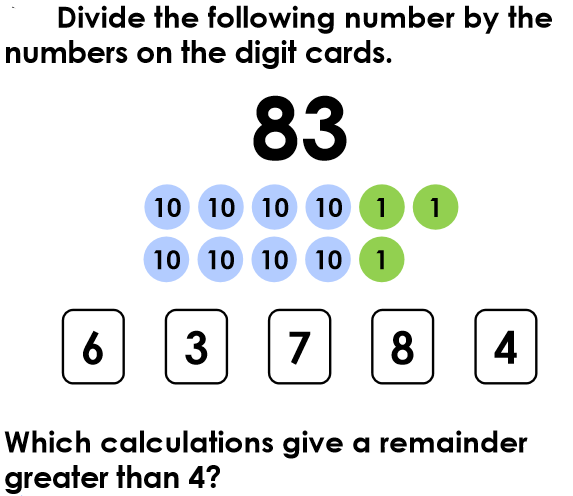 Divide the following number by the
numbers on the digit cards.
83
10 10 10 10 1 1
10 10 10 10 1
6 3 7 8 4
Which calculations give a remainder
greater than 4?